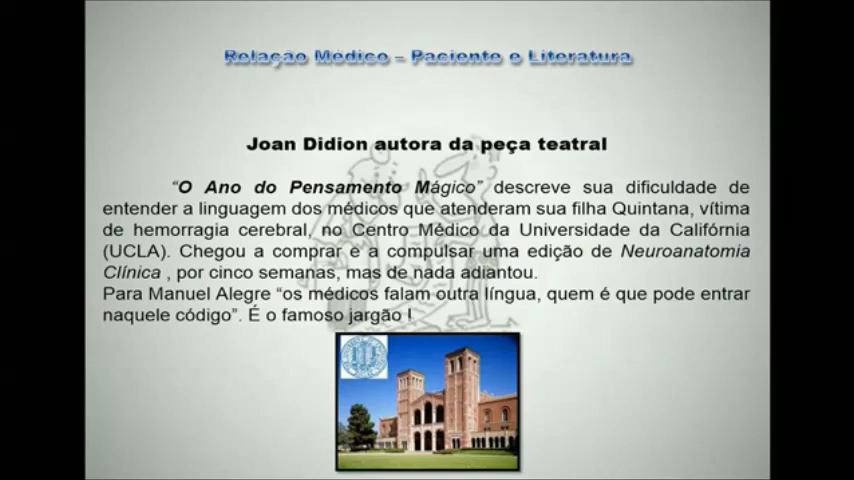 Relação Médico – Paciente e Literatura
Joan Didion autora da peça teatral
“O Ano do Pensamento Mágico” descreve sua dificuldade de
entender a linguagem dos médicos que atenderam sua filha Quintana, vítima
de hemorragia cerebral, no Centro Médico da Universidade da Califórnia
(UCLA). Chegou a comprar e a compulsar uma edição de Neuroanatomia
Clínica , por cinco semanas, mas de nada adiantou.
Para Manuel Alegre “os médicos falam outra língua, quem é que pode entrar
naquele código”. É o famoso jargão !